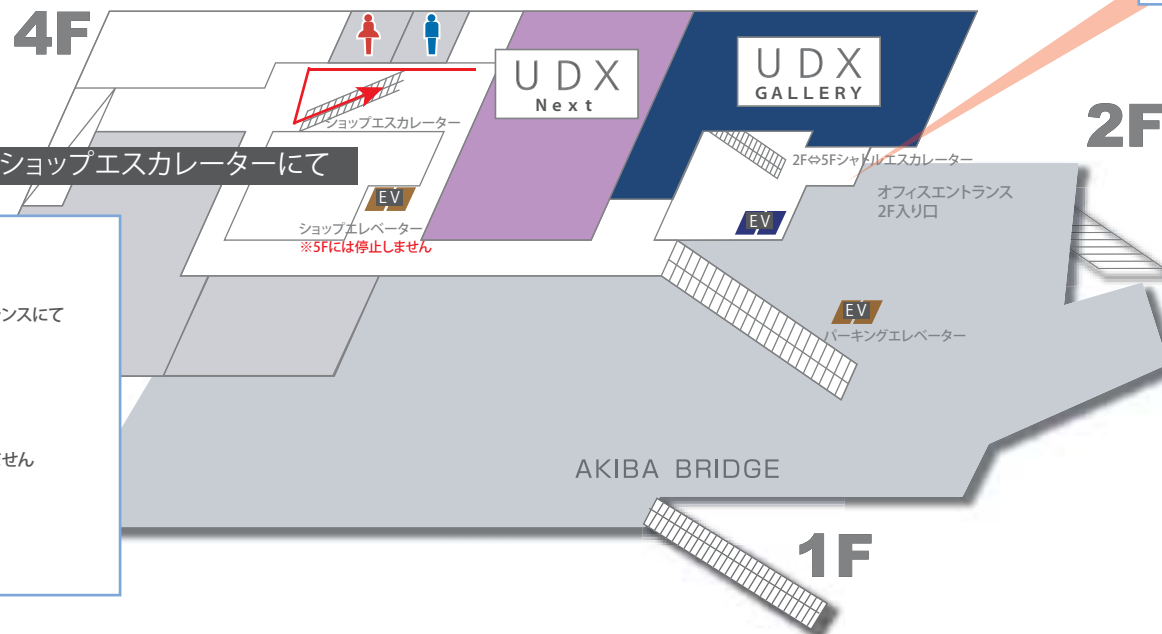 4F
UDX
Next
UDX
GALLERY
2F
ショップエスカレーター
ショップエスカレーターにて
2F⇔5Fシャトルエスカレーター
オフィスエントランス
2F入り口
EV
ショップエレベーター
※5Fには停止しません
EV
ンスにて
EV
パーキングエレベーター
せん
AKIBA BRIDGE
1F